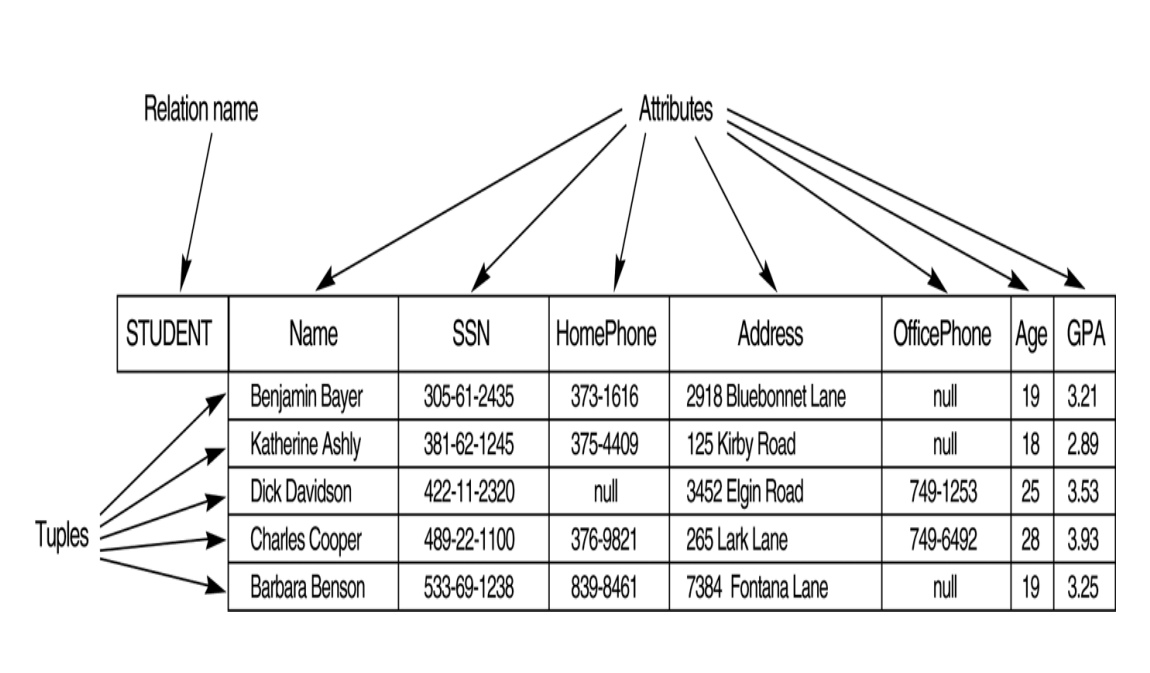 Relation name Attributes
STUDENT Name SSN HomePhone Address OfficePhone Age GPA
Benjamin Bayer 305-61-2435 373-1616 2918 Bluebonnet Lane null 19 3.21
Katherine Ashly 381-62-1245 375-4409 125 Kirby Road null 18 2.89
Dick Davidson 422-11-2320 null 3452 Elgin Road 749-1253 25 3.53
Tuples
Charles Cooper 489-22-1100 376-9821 265 Lark Lane 749-6492 28 3.93
Barbara Benson 533-69-1238 839-8461 7384 Fontana Lane null 19 3.25